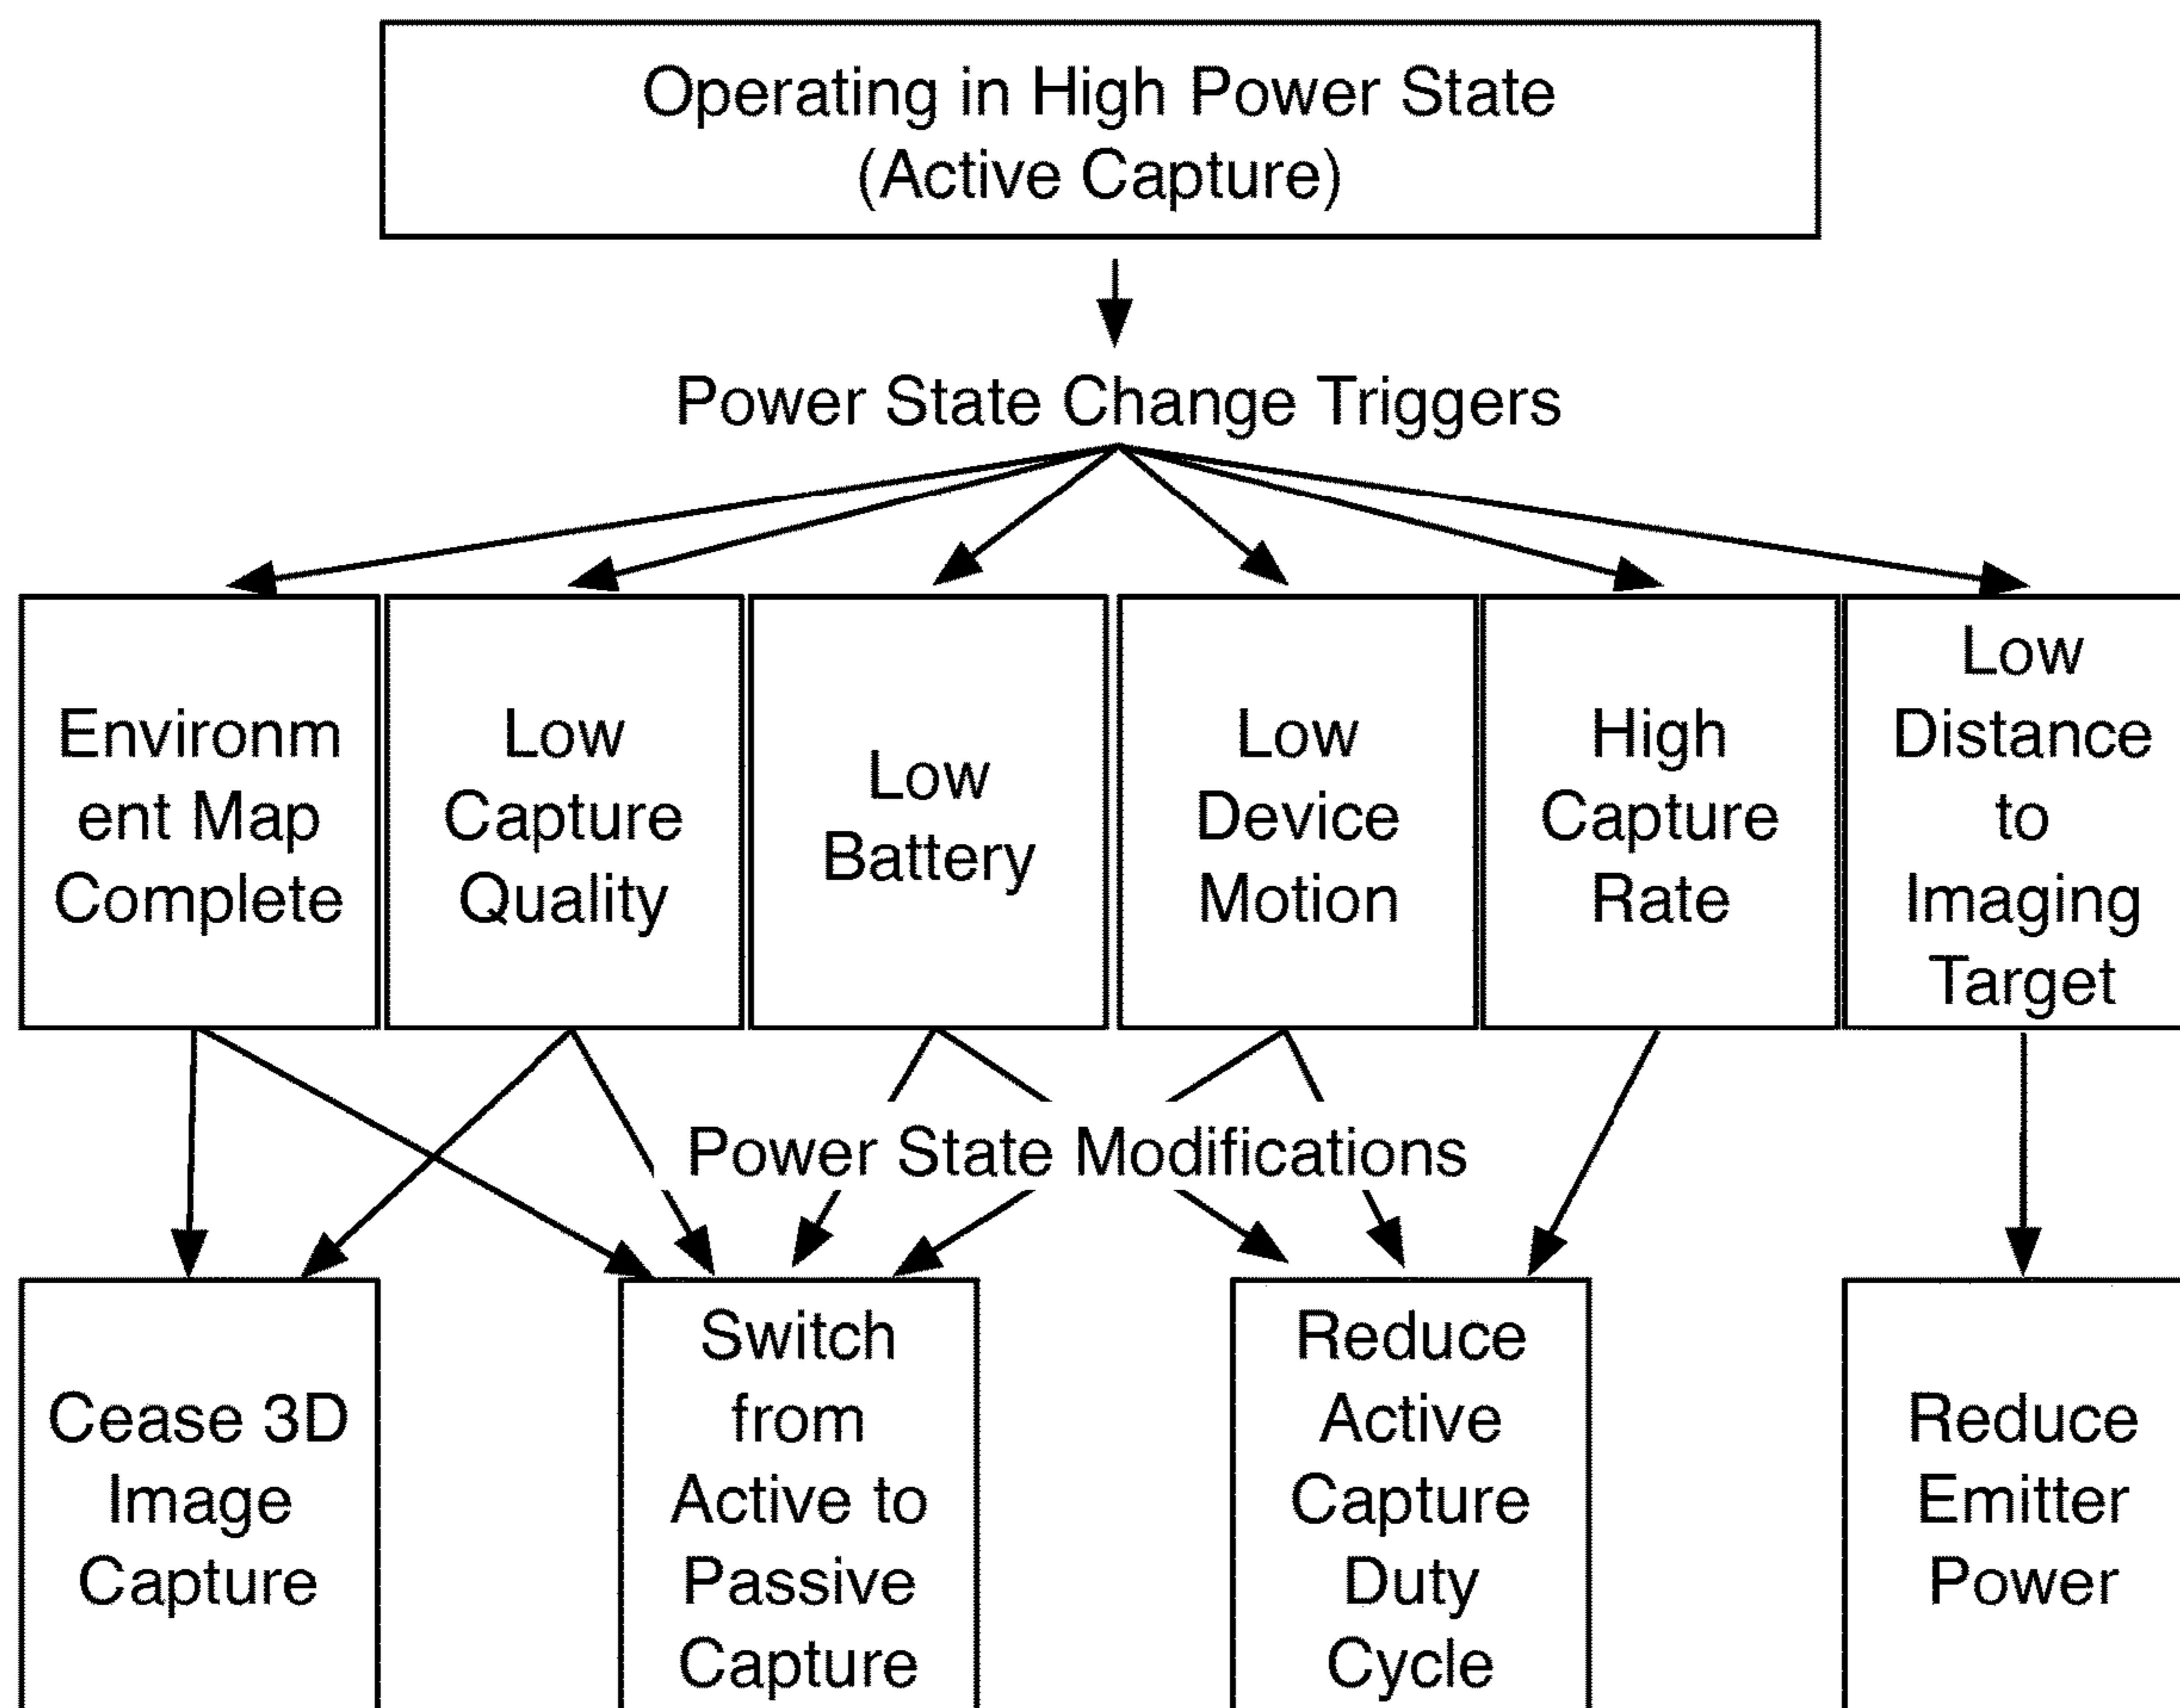 Operating in High Power State
(Active Capture)
Power State Change Triggers
Environm
ent Map
Complete
Low
Capture
Quality
Low
Battery
Low
Device
Motion
High
Capture
Rate
Low
Distance
to
Imaging
Target
Power State Modifications
Cease 3D
Image
Capture
Switch
from
Active to
Passive
Capture
Reduce
Active
Capture
Duty
Cycle
Reduce
Emitter
Power